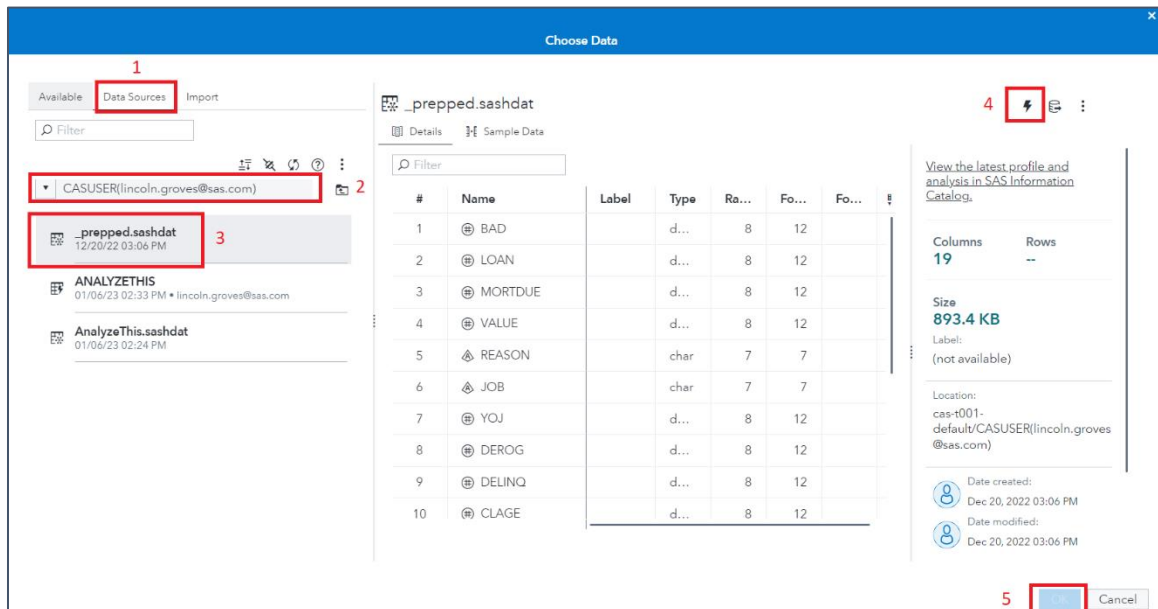 Choose Data
1
Available Data Sources Import
Filter
CASUSER(lincoln.groves@sas.com) 2
_prepped.sashdat 3
12/20/22 03:06 PM
ANALYZETHIS
01/06/23 02:33 PM • lincoln.groves@sas.com
AnalyzeThis.sashdat
01/06/23 02:24 PM
_prepped.sashdat
Details Sample Data
Filter
# Name Label Type Ra... Fo... Fo...
1 BAD d... 8 12
2 LOAN d... 8 12
3 MORTDUE d... 8 12
4 VALUE d... 8 12
5 REASON char 7 7
6 JOB char 7 7
7 YOJ d... 8 12
8 DEROG d... 8 12
9 DELINQ d... 8 12
10 CLAGE d... 8 12
4
View the latest profile and
analysis in SAS Information
Catalog.
Columns Rows
19 --
Size
893.4 KB
Label:
(not available)
Location:
cas-t001-
default/CASUSER(lincoln.groves
@sas.com)
Date created:
Dec 20, 2022 03:06 PM
Date modified:
Dec 20, 2022 03:06 PM
5 OK Cancel